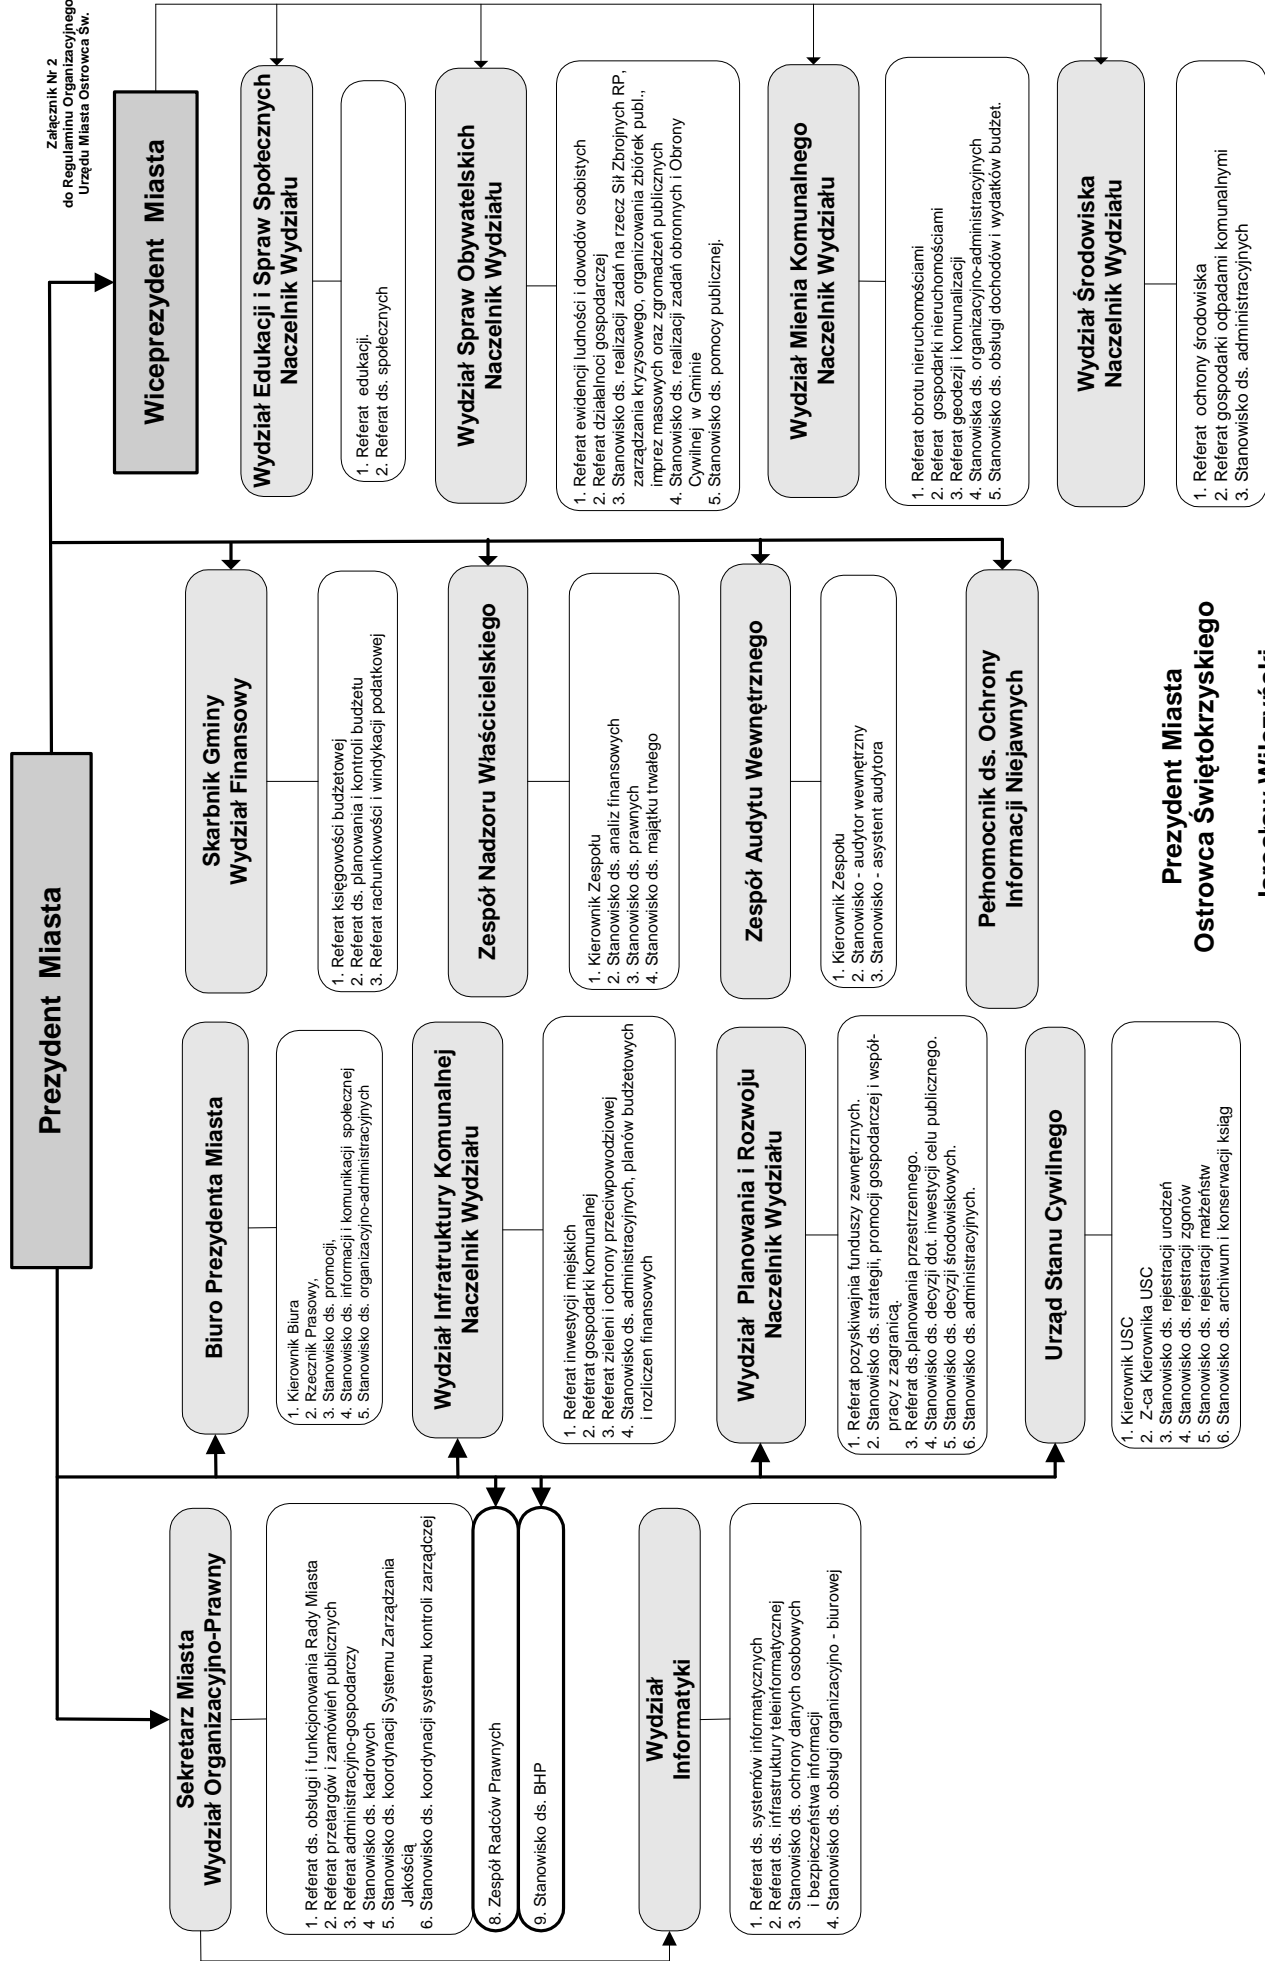 Załącznik Nr 2
do Regulaminu Organizacyjnego
Urzędu Miasta Ostrowca Św.
Prezydent Miasta
Wiceprezydent Miasta
Sekretarz Miasta
Wydział Organizacyjno-Prawny
1. Referat ds. obsługi i funkcjonowania Rady Miasta
2. Referat przetargów i zamówień publicznych
3. Referat administracyjno-gospodarczy
4 Stanowisko ds. kadrowych
5. Stanowisko ds. koordynacji Systemu Zarządzania
Jakością
6. Stanowisko ds. koordynacji systemu kontroli zarządczej
8. Zespół Radców Prawnych
9. Stanowisko ds. BHP
Wydział
Informatyki
1. Referat ds. systemów informatycznych
2. Referat ds. infrastruktury teleinformatycznej
3. Stanowisko ds. ochrony danych osobowych
i bezpieczeństwa informacji
4. Stanowisko ds. obsługi organizacyjno - biurowej
Biuro Prezydenta Miasta
1. Kierownik Biura
2. Rzecznik Prasowy,
3. Stanowisko ds. promocji,
4. Stanowisko ds. informacji i komunikacji społecznej
5. Stanowisko ds. organizacyjno-administracyjnych
Wydział Infratruktury Komunalnej
Naczelnik Wydziału
1. Referat inwestycji miejskich
2. Refetrat gospodarki komunalnej
3. Referat zieleni i ochrony przeciwpowodziowej
4. Stanowisko ds. administracyjnych, planów budżetowych
i rozliczen finansowych
Wydział Planowania i Rozwoju
Naczelnik Wydziału
1. Referat pozyskiwajnia funduszy zewnętrznych.
2. Stanowisko ds. strategii, promocji gospodarczej i współ-
pracy z zagranicą.
3. Referat ds.planowania przestrzennego.
4. Stanowisko ds. decyzji dot. inwestycji celu publicznego.
5. Stanowisko ds. decyzji środowiskowych.
6. Stanowisko ds. administracyjnych.
Urząd Stanu Cywilnego
1. Kierownik USC
2. Z-ca Kierownika USC
3. Stanowisko ds. rejestracji urodzeń
4. Stanowisko ds. rejestracji zgonów
5. Stanowisko ds. rejestracji małżeństw
6. Stanowisko ds. archiwum i konserwacji ksiąg
Skarbnik Gminy
Wydział Finansowy
1. Referat księgowości budżetowej
2. Referat ds. planowania i kontroli budżetu
3. Referat rachunkowości i windykacji podatkowej
Zespół Nadzoru Właścicielskiego
1. Kierownik Zespołu
2. Stanowisko ds. analiz finansowych
3. Stanowisko ds. prawnych
4. Stanowisko ds. majątku trwałego
Zespół Audytu Wewnętrznego
1. Kierownik Zespołu
2. Stanowisko - audytor wewnętrzny
3. Stanowisko - asystent audytora
Pełnomocnik ds. Ochrony
Informacji Niejawnych
Wydział Edukacji i Spraw Społecznych
Naczelnik Wydziału
1. Referat edukacji.
2. Referat ds. społecznych
Wydział Spraw Obywatelskich
Naczelnik Wydziału
1. Referat ewidencji ludności i dowodów osobistych
2. Referat działalnoci gospodarczej
3. Stanowisko ds. realizacji zadań na rzecz Sił Zbrojnych RP,
zarządzania kryzysowego, organizowania zbiórek publ.,
imprez masowych oraz zgromadzeń publicznych
4. Stanowisko ds. realizacji zadań obronnych i Obrony
Cywilnej w Gminie
5. Stanowisko ds. pomocy publicznej.
Wydział Mienia Komunalnego
Naczelnik Wydziału
1. Referat obrotu nieruchomościami
2. Referat gospodarki nieruchomościami
3. Referat geodezji i komunalizacji
4. Stanowiska ds. organizacyjno-administracyjnych
5. Stanowisko ds. obsługi dochodów i wydatków budżet.
Wydział Środowiska
Naczelnik Wydziału
1. Referat ochrony środowiska
2. Referat gospodarki odpadami komunalnymi
3. Stanowisko ds. administracyjnych
Prezydent Miasta
Ostrowca Świętokrzyskiego